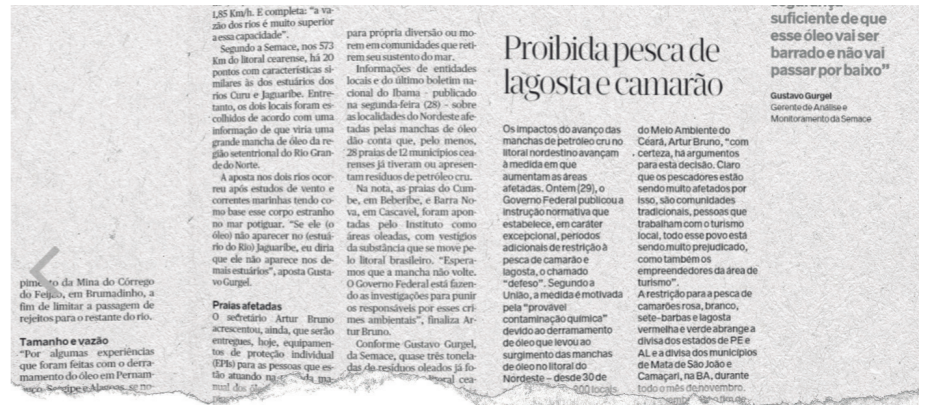 pimento da Mina do Córrego
do Feijão, em Brumadinho, a
fim de limitar a passagem de
rejeitos para o restante do rio.
Tamanho e vazão
"Por algumas experiências
que foram feitas com o derra-
mamento do óleo em Pernam-
buco, Sergipe e Alagoas, se no-
1,85 Km/h. E completa: "a va-
zão dos rios é muito superior
a essa capacidade".
Segundo a Semace, nos 573
Km do litoral cearense, há 20
pontos com características si-
milares às dos estuários dos
rios Curu e Jaguaribe. Entre-
tanto, os dois locais foram es-
colhidos de acordo com uma
informação de que viria uma
grande mancha de óleo da re-
gião setentrional do Rio Gran-
de do Norte.
A aposta nos dois rios ocor-
reu após estudos de vento e
correntes marinhas tendo co-
mo base esse corpo estranho
no mar potiguar. "Se ele (o
óleo) não aparecer no (estuá-
rio do Rio) Jaguaribe, eu diria
que ele não aparece nos de-
mais estuários", aposta Gusta-
vo Gurgel.
Praias afetadas
O secretário Artur Bruno
acrescentou, ainda, que serão
entregues, hoje, equipamen-
tos de proteção individual
(EPIs) para as pessoas que es-
tão atuando na da ma-
nual dos
para própria diversão ou mo-
rem em comunidades que reti-
rem seu sustento do mar.
Informações de entidades
locais e do último boletim na-
cional do Ibama - publicado
na segunda-feira (28) - sobre
as localidades do Nordeste afe-
tadas pelas manchas de óleo
dão conta que, pelo menos,
28 praias de 12 municípios cea-
renses já tiveram ou apresen-
tam resíduos de petróleo cru.
Na nota, as praias do Cum-
be, em Beberibe, e Barra No-
va, em Cascavel, foram apon-
tadas pelo Instituto como
áreas oleadas, com vestígios
da substância que se move pe-
lo litoral brasileiro. "Espera-
mos que a mancha não volte.
O Governo Federal está fazen-
do as investigações para punir
os responsáveis por esses cri-
mes ambientais", finaliza Ar-
tur Bruno.
Conforme Gustavo Gurgel,
da Semace, quase três tonela-
das de resíduos oleados já fo-
litoral cea-
Proibida pesca de
lagosta e camarão
Os impactos do avanço das
manchas de petróleo cru no
litoral nordestino avançam
à medida em que
aumentam as áreas
afetadas. Ontem (29), o
Governo Federal publicou a
instrução normativa que
estabelece, em caráter
excepcional, períodos
adicionais de restrição à
pesca de camarão e
lagosta, o chamado
"defeso". Segundo a
União, a medida é motivada
pela "provável
contaminação química"
devido ao derramamento
de óleo que levou ao
surgimento das manchas
de óleo no litoral do
Nordeste – desde 30 de
200 locais
do Meio Ambiente do
Ceará, Artur Bruno, "com
certeza, há argumentos
para esta decisão. Claro
que os pescadores estão
sendo muito afetados por
isso, são comunidades
tradicionais, pessoas que
trabalham com o turismo
local, todo esse povo está
sendo muito prejudicado,
como também os
empreendedores da área de
turismo".
A restrição para a pesca de
camarões rosa, branco,
sete-barbas e lagosta
vermelha e verde abrange a
divisa dos estados de PE e
AL e a divisa dos municípios
de Mata de São João e
Camaçari, na BA, durante
todo o mês de novembro.
segurança
suficiente de que
esse óleo vai ser
barrado e não vai
passar por baixo"
Gustavo Gurgel
Gerente de Análise e
Monitoramento da Semace